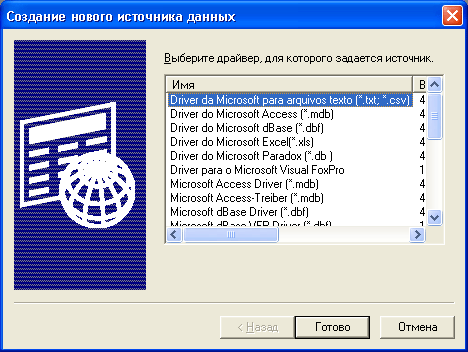 Создание нового источника данных
Выберите драйвер, для которого задается источник.
Имя В
Driver da Microsoft para arquivos texto (*.txt; *.csv) 4
Driver do Microsoft Access (*.mdb) 4
Driver do Microsoft dBase (*.dbf) 4
Driver do Microsoft Excel(*.xls) 4
Driver do Microsoft Paradox (*.db ) 4
Driver para o Microsoft Visual FoxPro 1
Microsoft Access Driver (*.mdb) 4
Microsoft Access-Treiber (*.mdb) 4
Microsoft dBase Driver (*.dbf) 4
Microsoft dBase VFP Driver (*.dbf) 1
< Назад Готово Отмена